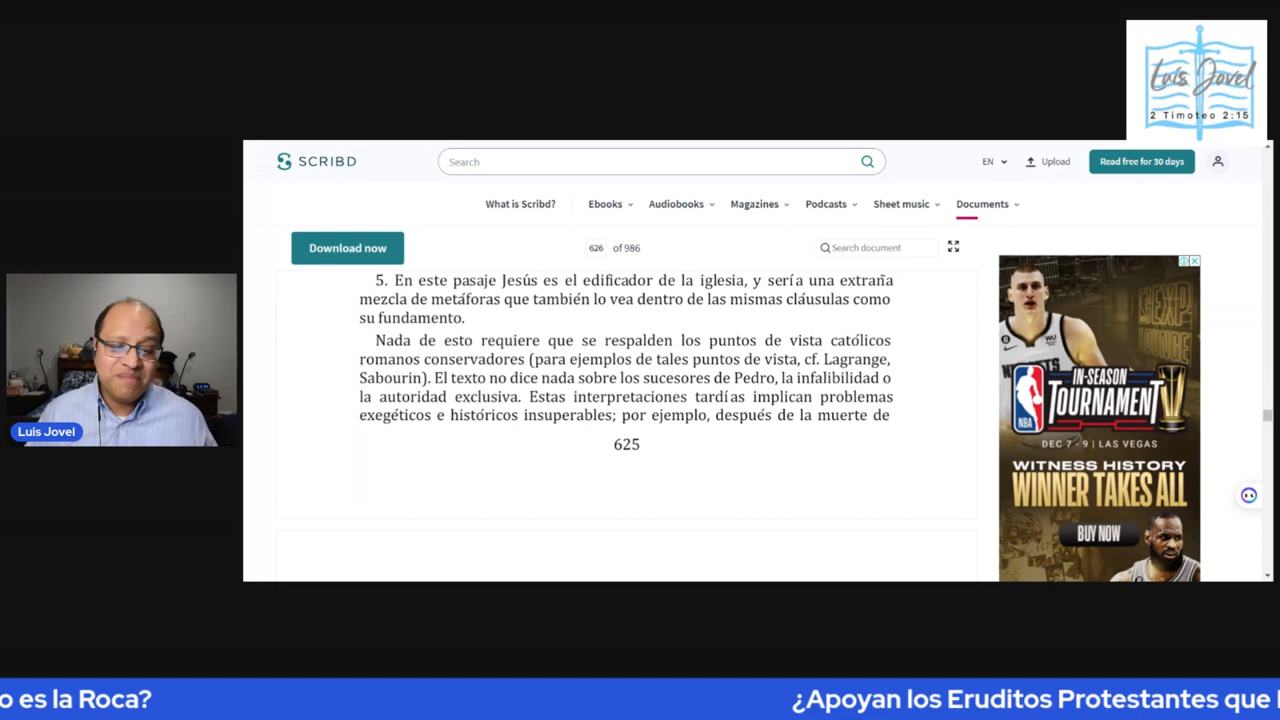 Luis Jovel
2 Timoteo 2:15
SCRIBD
Search
EN
Upload
Read free for 30 days
What is Scribd?
Ebooks
Audiobooks
Magazines
Podcasts
Sheet music
Documents
Download now
626 of 986
Search document
5. En este pasaje Jesús es el edificador de la iglesia, y sería una extraña
mezcla de metáforas que también lo vea dentro de las mismas cláusulas como
su fundamento.
Nada de esto requiere que se respalden los puntos de vista católicos
romanos conservadores (para ejemplos de tales puntos de vista, cf. Lagrange,
Sabourin). El texto no dice nada sobre los sucesores de Pedro, la infalibilidad o
la autoridad exclusiva. Estas interpretaciones tardías implican problemas
exegéticos e históricos insuperables; por ejemplo, después de la muerte de
625
NBA
IN-SEASON
TOURNAMENT
DEC 7 - 9 | LAS VEGAS
WITNESS HISTORY
WINNER TAKES ALL
BUY NOW
Luis Jovel
o es la Roca?
¿Apoyan los Eruditos Protestantes que